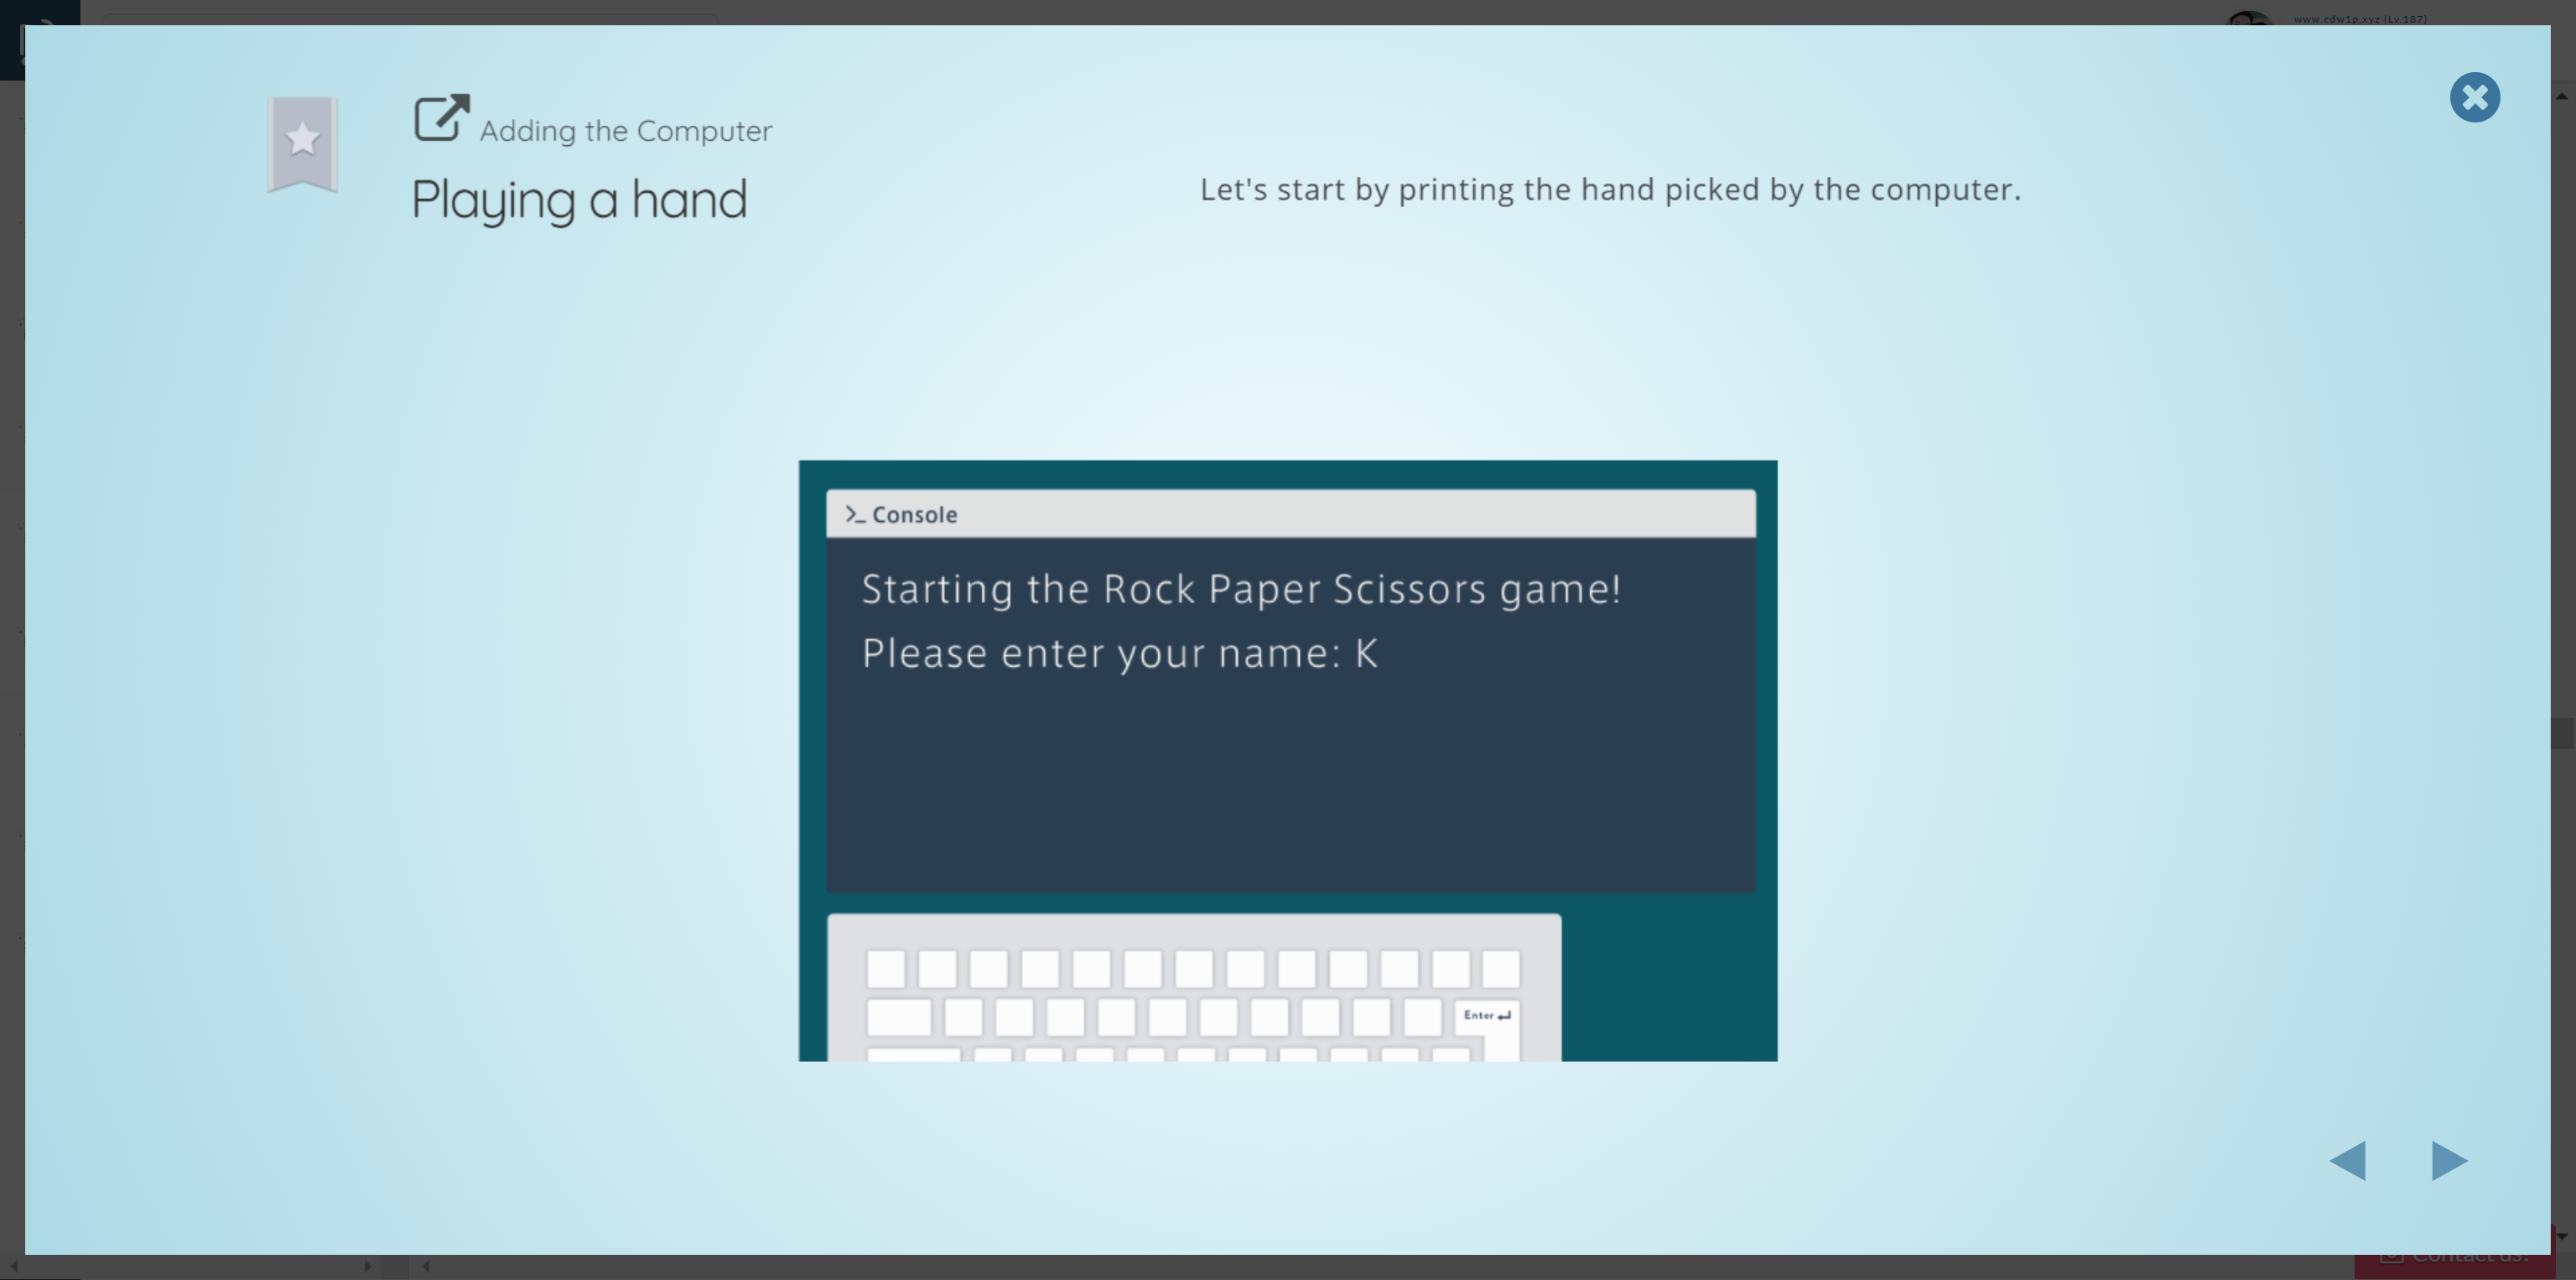 www.cdw1p.xyz (Lv.187)
Adding the Computer
Playing a hand
Let's start by printing the hand picked by the computer.
>_ Console
Starting the Rock Paper Scissors game!
Please enter your name: K
Enter
Contact us!